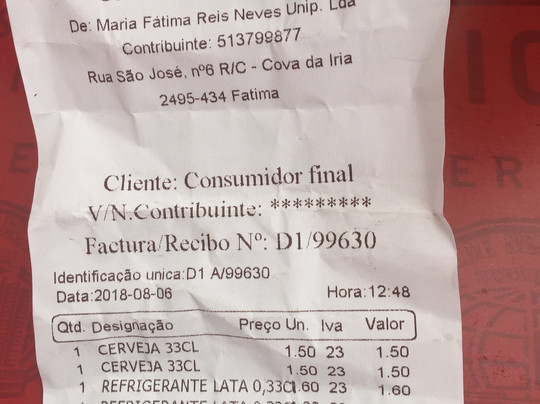 De: Maria Fátima Reis Neves Unip. Lda
Contribuinte: 513799877
Rua São José, nº6 R/C - Cova da Iria
2495-434 Fatima
Cliente: Consumidor final
V/N.Contribuinte: *********
Factura/Recibo Nº: D1/99630
Identificação unica:D1 A/99630
Data:2018-08-06 Hora:12:48
Qtd. Designação Preço Un. Iva Valor
1 CERVEJA 33CL 1.50 23 1.50
1 CERVEJA 33CL 1.50 23 1.50
1 REFRIGERANTE LATA 0,33Cl 1.60 23 1.60